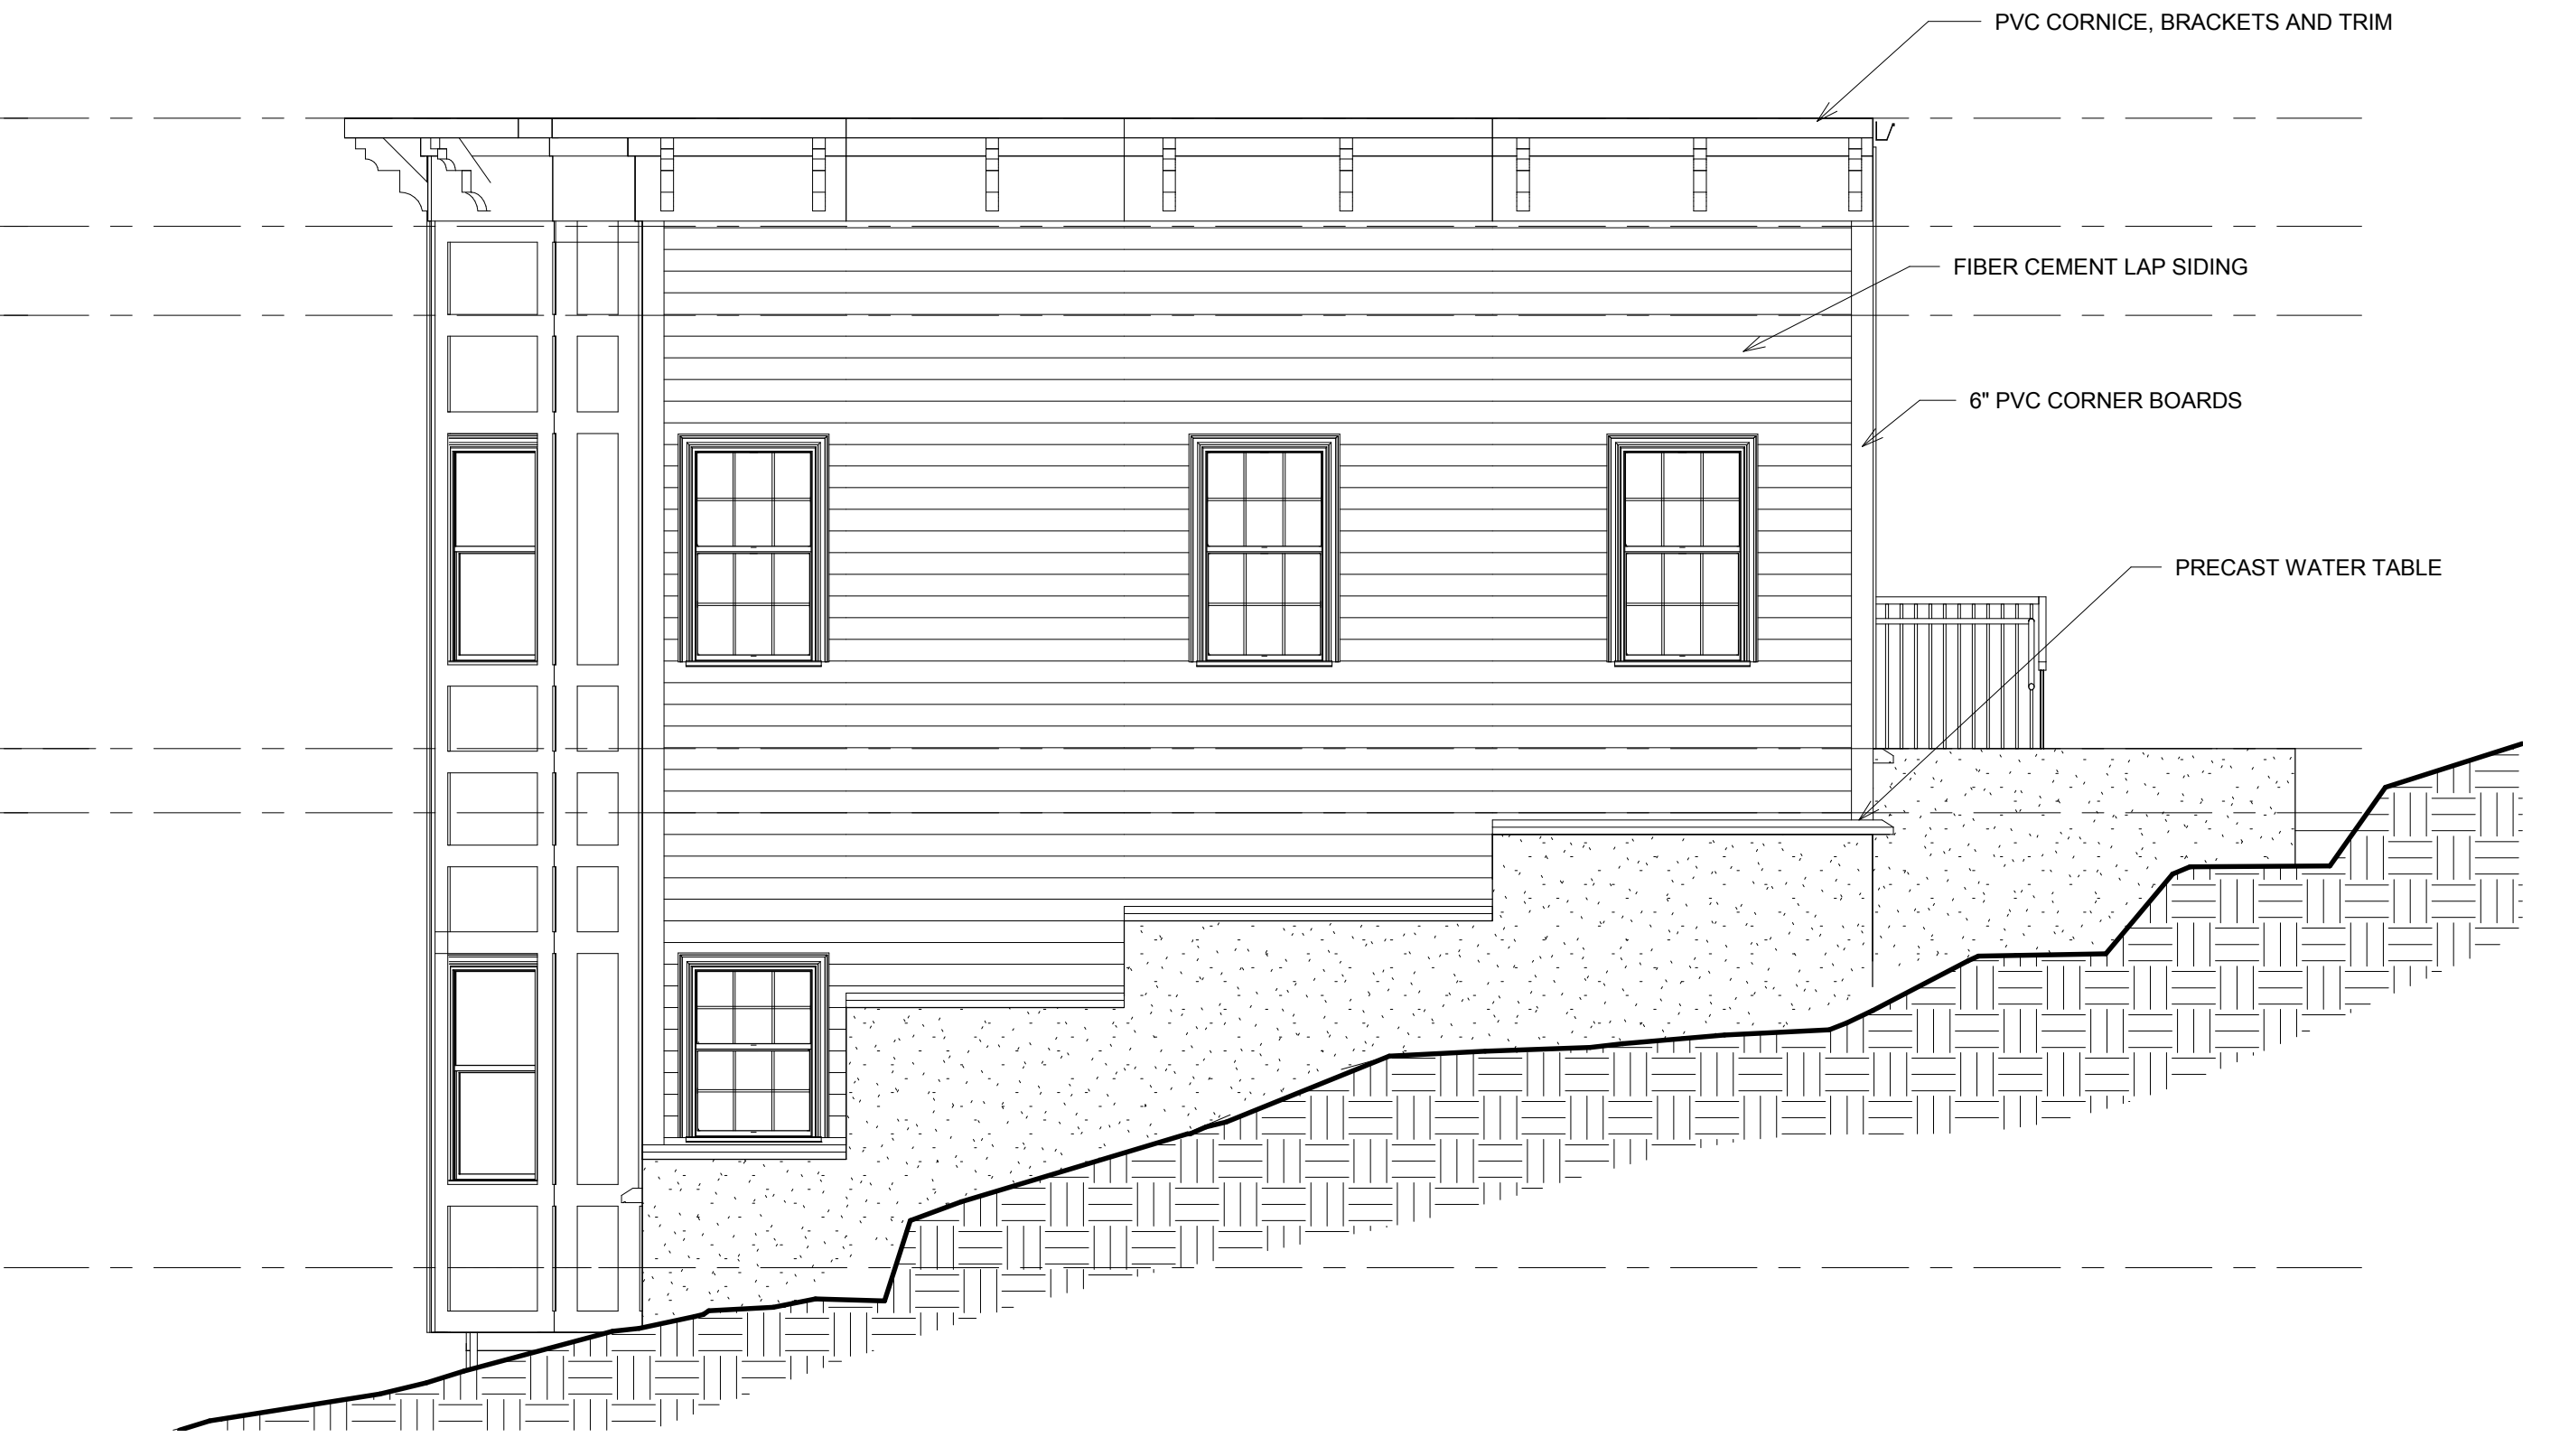 PVC CORNICE, BRACKETS AND TRIM
FIBER CEMENT LAP SIDING
6" PVC CORNER BOARDS
PRECAST WATER TABLE